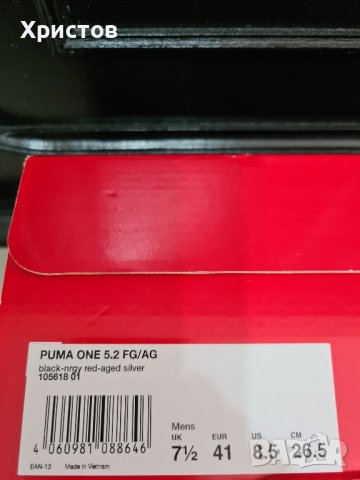 Христов
PUMA ONE 5.2 FG/AG
black-nrgy red-aged silver
105618 01
Mens
UK EUR US CM
7½ 41 8.5 26.5
4 060981 088646
EAN-13 Made in Vietnam